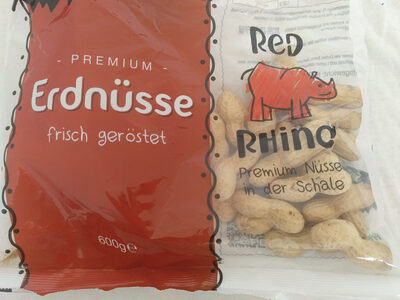 - PREMIUM -
Erdnüsse
frisch geröstet
600g℮
RED
RHINO
Premium Nüsse
in der Schale